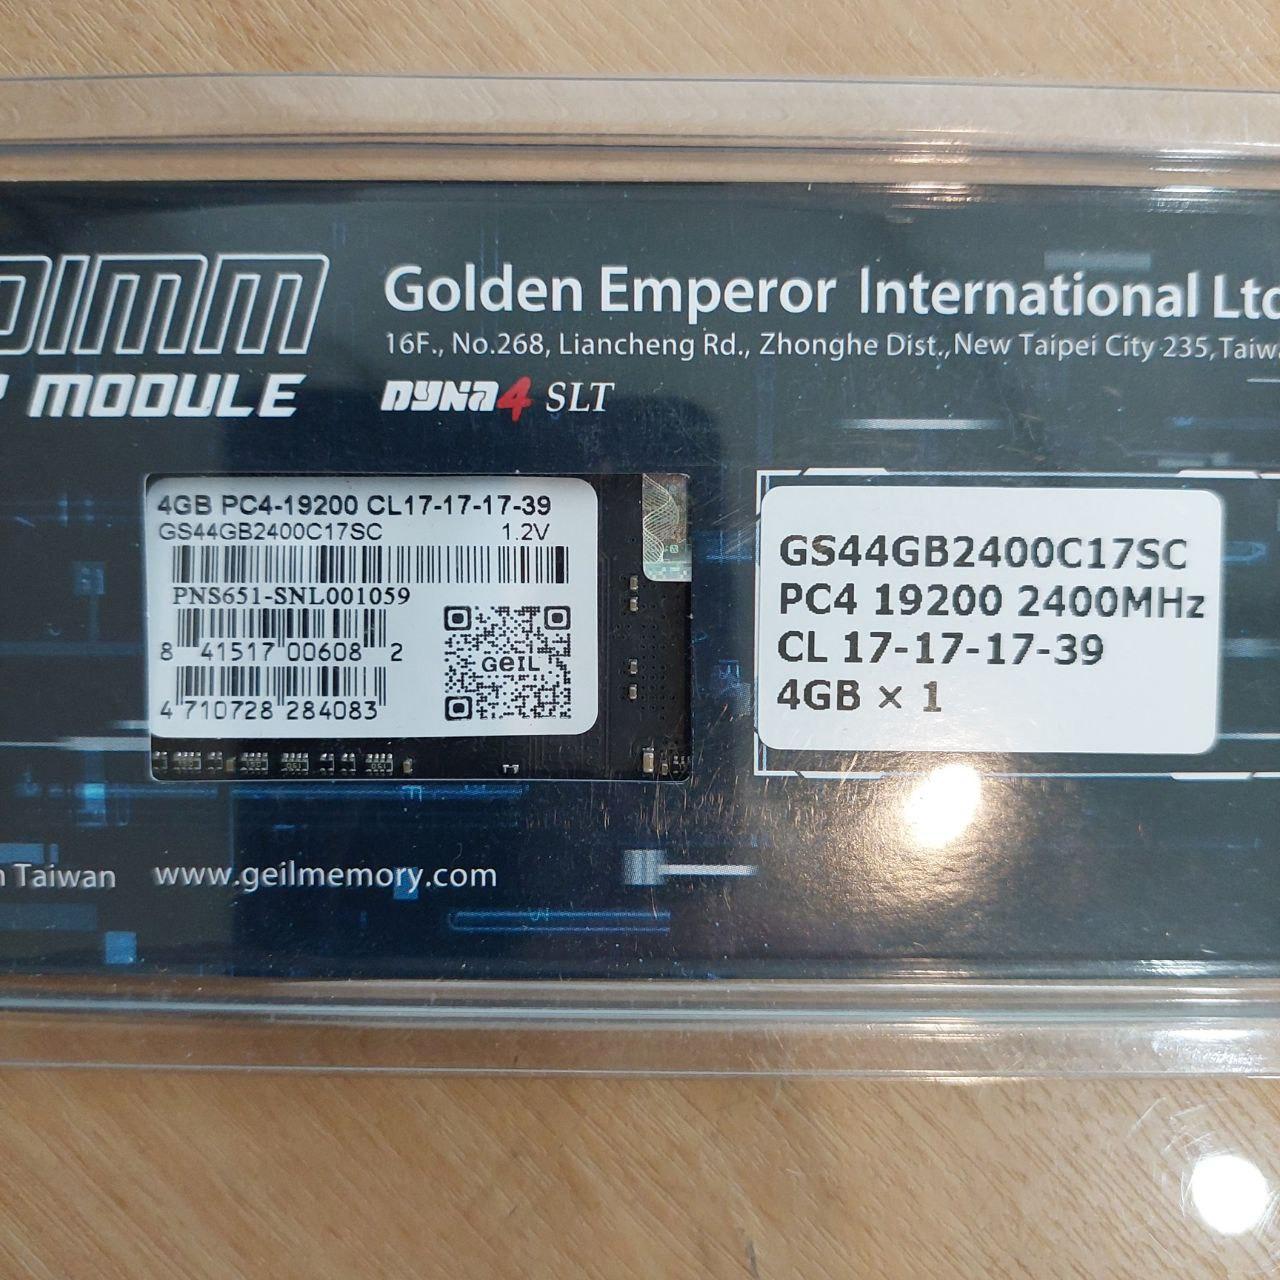 DIMM
MODULE
Golden Emperor International Ltd
16F., No.268, Liancheng Rd., Zhonghe Dist., New Taipei City 235, Taiwa
DYNA4 SLT
4GB PC4-19200 CL17-17-17-39
GS44GB2400C17SC 1.2V
PNS651-SNL001059
8 41517 00608 2
4 710728 284083
GeIL
GS44GB2400C17SC
PC4 19200 2400MHz
CL 17-17-17-39
4GB × 1
n Taiwan www.geilmemory.com